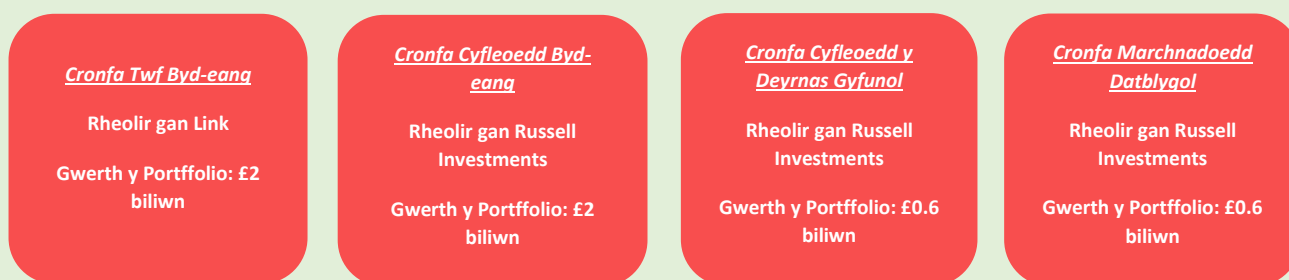 Cronfa Twf Byd-eang
Rheolir gan Link
Gwerth y Portffolio: £2
biliwn
Cronfa Cyfleoedd Byd-
eang
Rheolir gan Russell
Investments
Gwerth y Portffolio: £2
biliwn
Cronfa Cyfleoedd y
Deyrnas Gyfunol
Rheolir gan Russell
Investments
Gwerth y Portffolio: £0.6
biliwn
Cronfa Marchnadoedd
Datblygol
Rheolir gan Russell
Investments
Gwerth y Portffolio: £0.6
biliwn